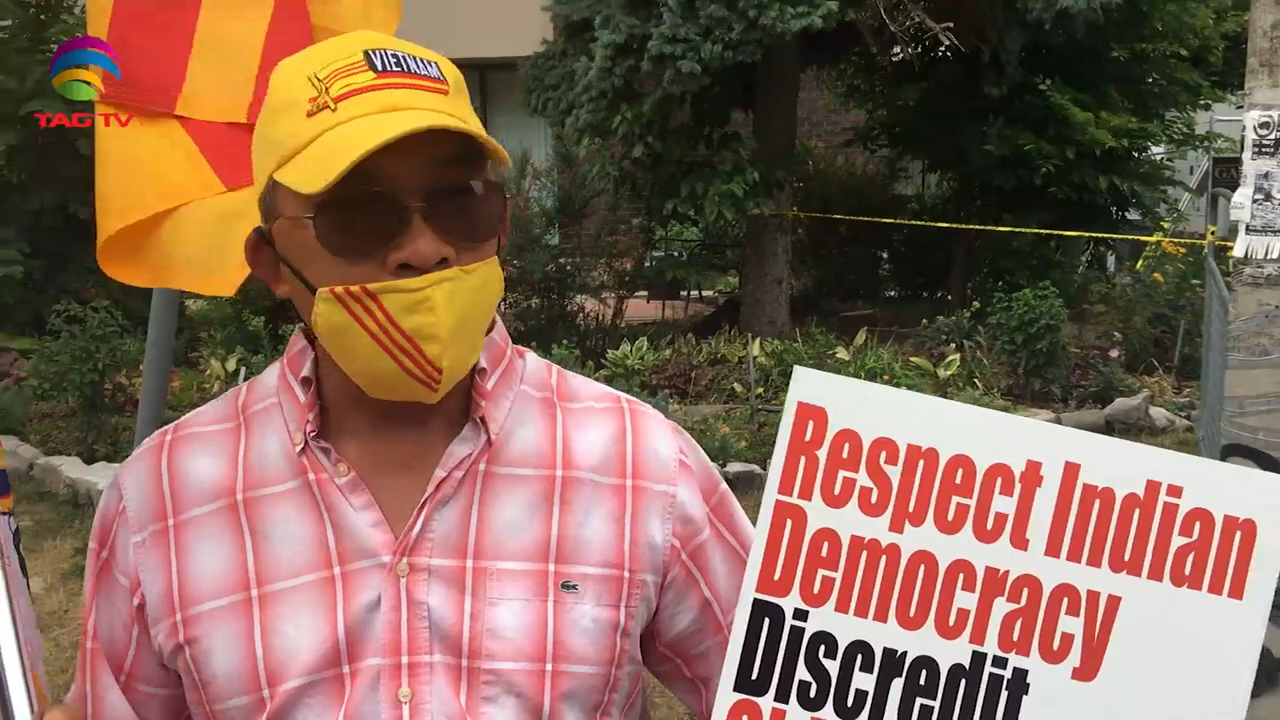 TAG TV
VIETNAM
Respect Indian
Democracy
Discredit